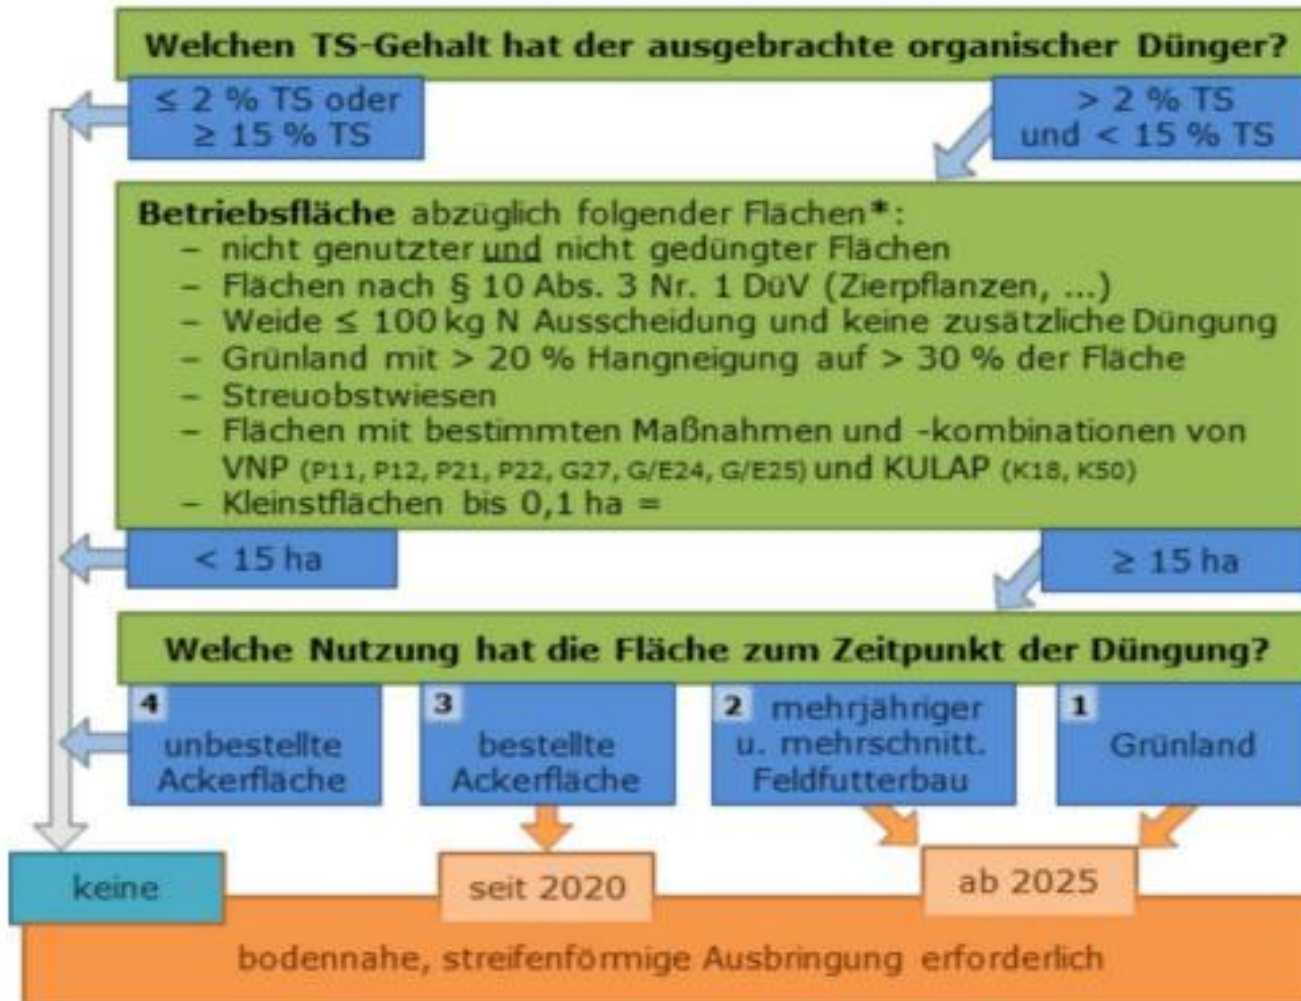 Welchen TS-Gehalt hat der ausgebrachte organischer Dünger?
≤ 2 % TS oder
≥ 15 % TS
> 2 % TS
und < 15 % TS
Betriebsfläche abzüglich folgender Flächen*:
– nicht genutzter und nicht gedüngter Flächen
– Flächen nach § 10 Abs. 3 Nr. 1 DüV (Zierpflanzen, ...)
– Weide ≤ 100 kg N Ausscheidung und keine zusätzliche Düngung
– Grünland mit > 20 % Hangneigung auf > 30 % der Fläche
– Streuobstwiesen
– Flächen mit bestimmten Maßnahmen und -kombinationen von
VNP (P11, P12, P21, P22, G27, G/E24, G/E25) und KULAP (K18, K50)
– Kleinstflächen bis 0,1 ha =
< 15 ha
≥ 15 ha
Welche Nutzung hat die Fläche zum Zeitpunkt der Düngung?
4
unbestellte
Ackerfläche
3
bestellte
Ackerfläche
2 mehrjähriger
u. mehrschnitt.
Feldfutterbau
1
Grünland
keine
seit 2020
ab 2025
bodennahe, streifenförmige Ausbringung erforderlich